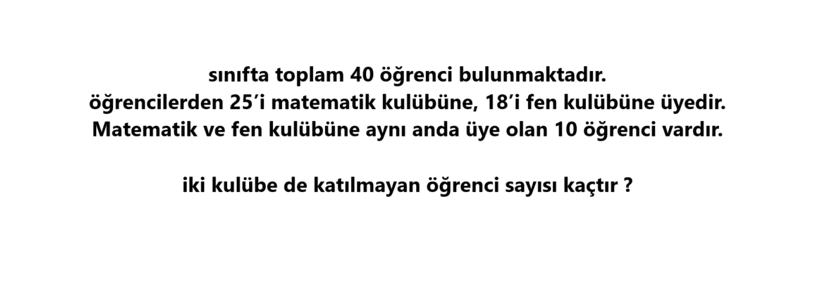 sınıfta toplam 40 öğrenci bulunmaktadır.
öğrencilerden 25’i matematik kulübüne, 18’i fen kulübüne üyedir.
Matematik ve fen kulübüne aynı anda üye olan 10 öğrenci vardır.
iki kulübe de katılmayan öğrenci sayısı kaçtır ?